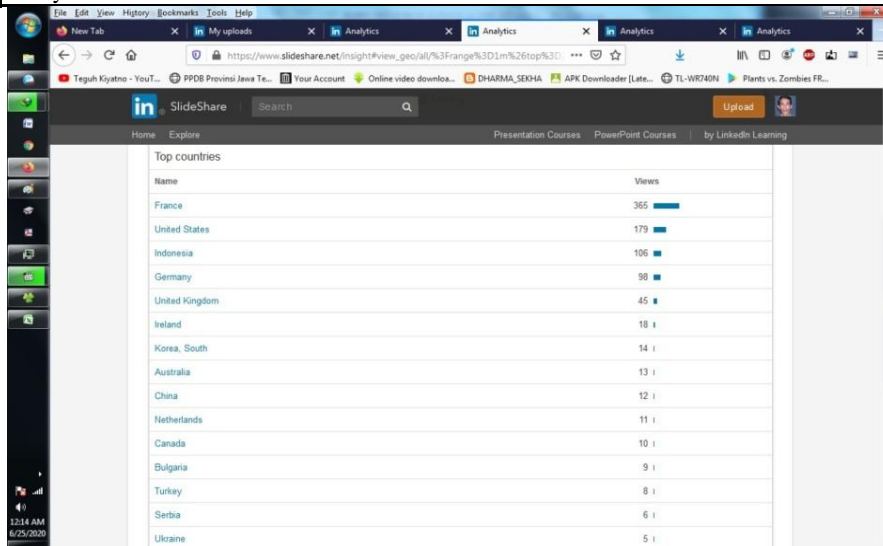 File Edit View History Bookmarks Tools Help
New Tab
My uploads
Analytics
Analytics
Analytics
Analytics
https://www.slideshare.net/insight#view_geo/all/%3Frange%3D1m%26top%3D
Teguh Kiyatno - YouT...
PPDB Provinsi Jawa Te...
Your Account
Online video downloa...
DHARMA_SEKHA
APK Downloader [Late...
TL-WR740N
Plants vs. Zombies FR...
in SlideShare
Search
Upload
Home Explore
Presentation Courses PowerPoint Courses | by LinkedIn Learning
Top countries
Name Views
France 365
United States 179
Indonesia 106
Germany 98
United Kingdom 45
Ireland 18
Korea, South 14
Australia 13
China 12
Netherlands 11
Canada 10
Bulgaria 9
Turkey 8
Serbia 6
Ukraine 5
12:14 AM
6/25/2020